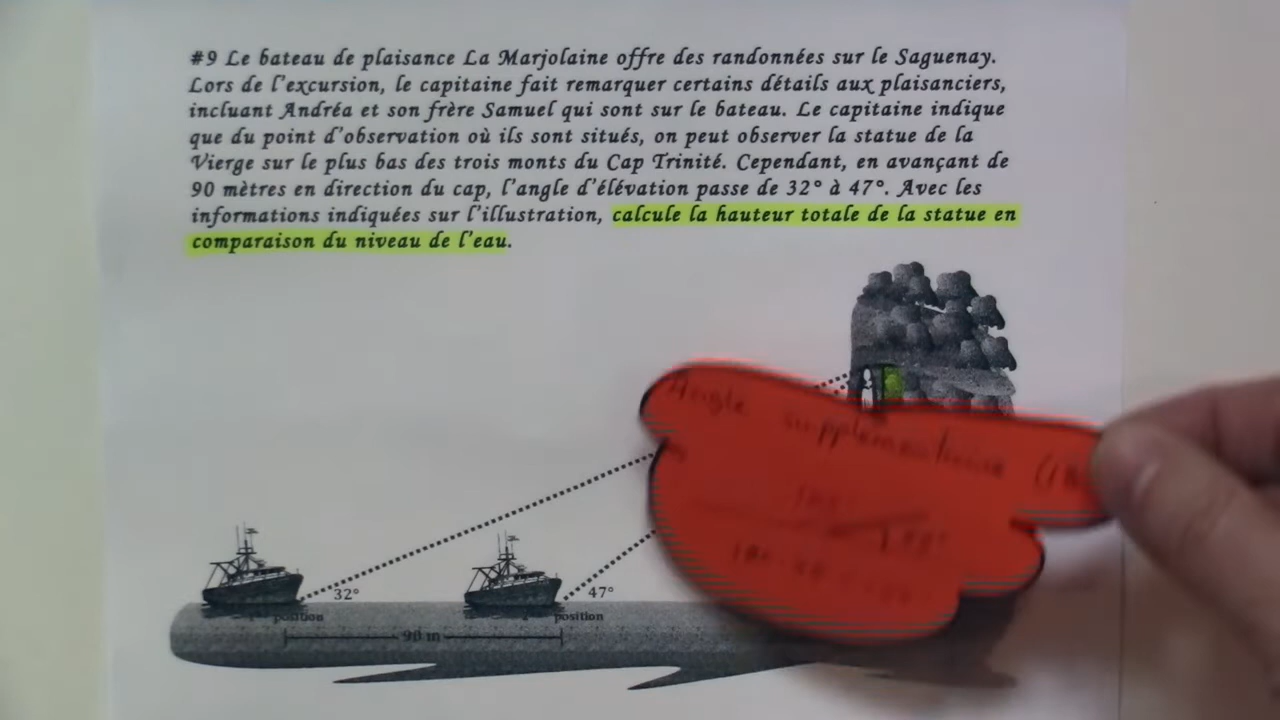 #9 Le bateau de plaisance La Marjolaine offre des randonnées sur le Saguenay.
Lors de l'excursion, le capitaine fait remarquer certains détails aux plaisanciers,
incluant Andréa et son frère Samuel qui sont sur le bateau. Le capitaine indique
que du point d'observation où ils sont situés, on peut observer la statue de la
Vierge sur le plus bas des trois monts du Cap Trinité. Cependant, en avançant de
90 mètres en direction du cap, l'angle d'élévation passe de 32° à 47°. Avec les
informations indiquées sur l'illustration, calcule la hauteur totale de la statue en
comparaison du niveau de l'eau.
Angle supplémentaire
32° 47°
position position
90 m